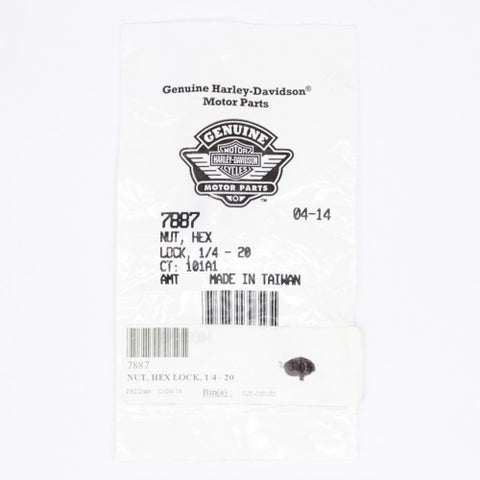 Genuine Harley-Davidson®
Motor Parts
GENUINE
MOTOR
HARLEY-DAVIDSON
CYCLES
MOTOR PARTS
™
7887 04-14
NUT, HEX
LOCK, 1/4 - 20
CT: 101A1
AMT MADE IN TAIWAN
7887
NUT, HEX LOCK, 1/4 - 20
Bin(s) :